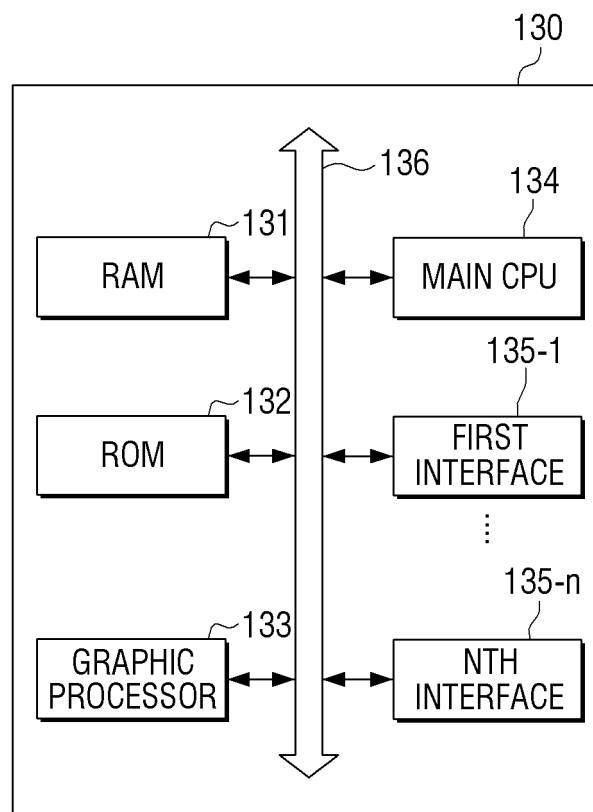 130
136
131
RAM
134
MAIN CPU
132
ROM
135-1
FIRST
INTERFACE
133
GRAPHIC
PROCESSOR
135-n
NTH
INTERFACE